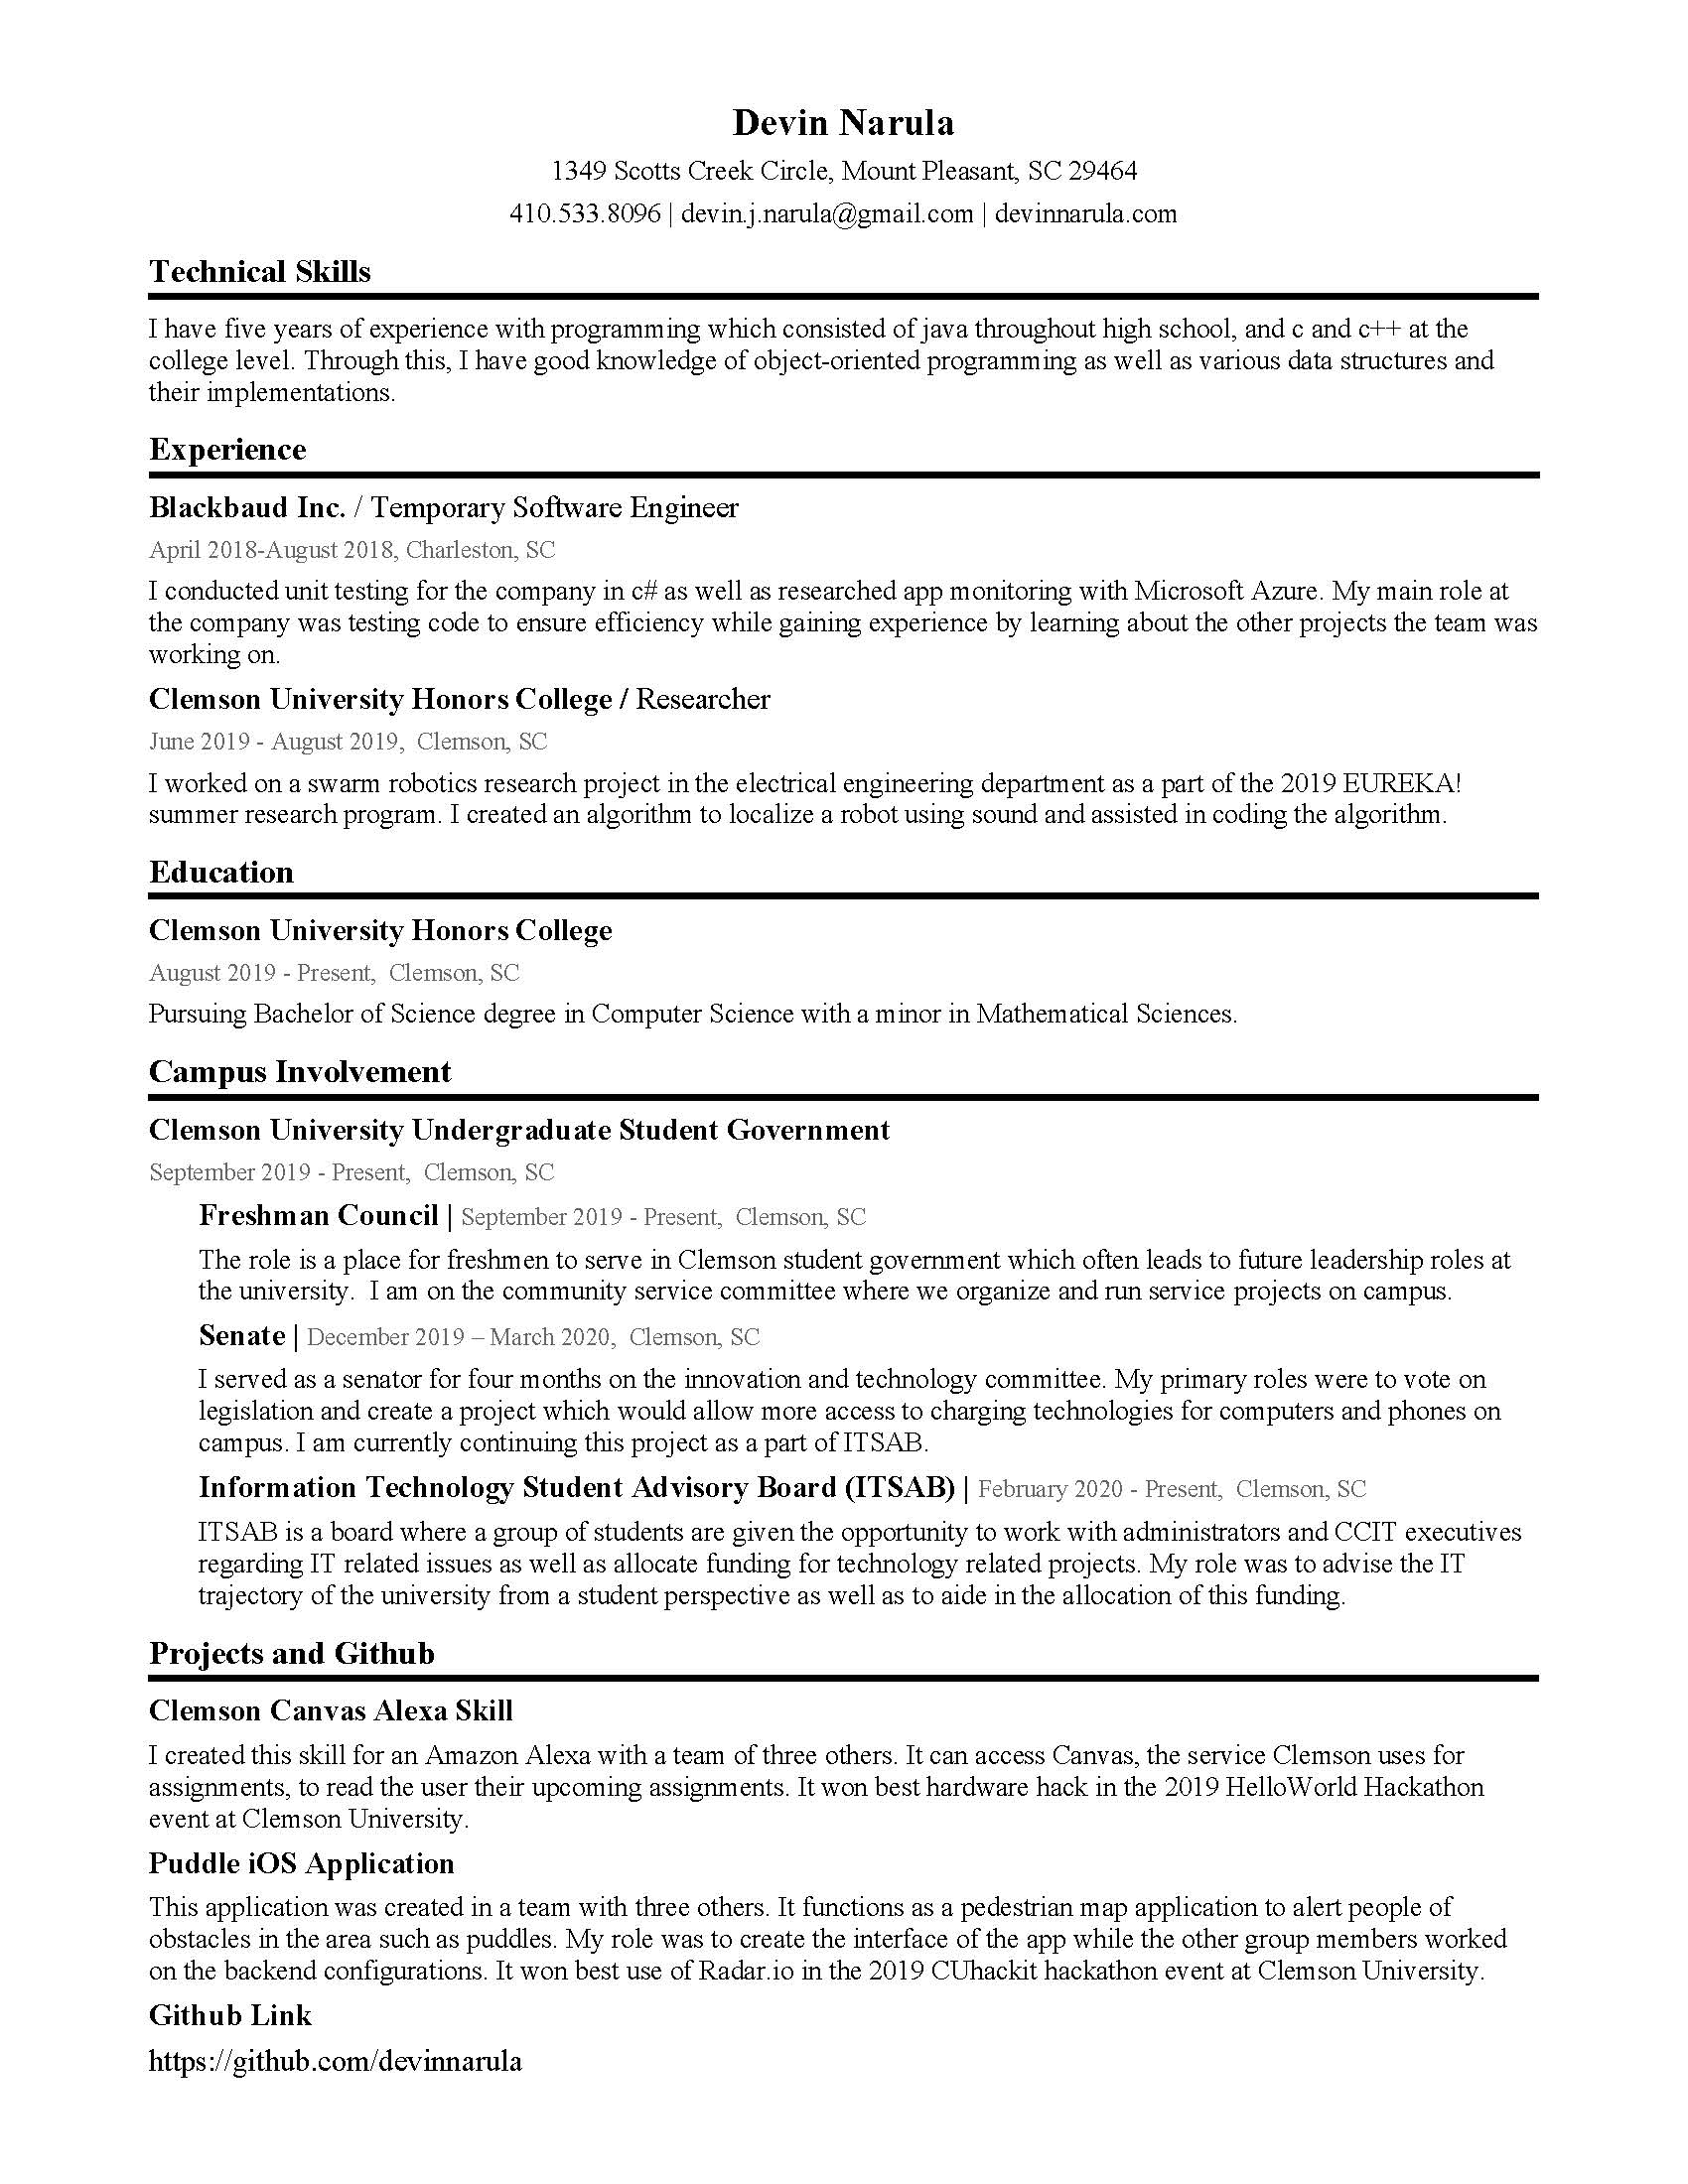 Devin Narula
1349 Scotts Creek Circle, Mount Pleasant, SC 29464
410.533.8096 | devin.j.narula@gmail.com | devinnarula.com
Technical Skills
I have five years of experience with programming which consisted of java throughout high school, and c and c++ at the
college level. Through this, I have good knowledge of object-oriented programming as well as various data structures and
their implementations.
Experience
Blackbaud Inc. / Temporary Software Engineer
April 2018-August 2018, Charleston, SC
I conducted unit testing for the company in c# as well as researched app monitoring with Microsoft Azure. My main role at
the company was testing code to ensure efficiency while gaining experience by learning about the other projects the team was
working on.
Clemson University Honors College / Researcher
June 2019 - August 2019, Clemson, SC
I worked on a swarm robotics research project in the electrical engineering department as a part of the 2019 EUREKA!
summer research program. I created an algorithm to localize a robot using sound and assisted in coding the algorithm.
Education
Clemson University Honors College
August 2019 - Present, Clemson, SC
Pursuing Bachelor of Science degree in Computer Science with a minor in Mathematical Sciences.
Campus Involvement
Clemson University Undergraduate Student Government
September 2019 - Present, Clemson, SC
Freshman Council | September 2019 - Present, Clemson, SC
The role is a place for freshmen to serve in Clemson student government which often leads to future leadership roles at
the university. I am on the community service committee where we organize and run service projects on campus.
Senate | December 2019 – March 2020, Clemson, SC
I served as a senator for four months on the innovation and technology committee. My primary roles were to vote on
legislation and create a project which would allow more access to charging technologies for computers and phones on
campus. I am currently continuing this project as a part of ITSAB.
Information Technology Student Advisory Board (ITSAB) | February 2020 - Present, Clemson, SC
ITSAB is a board where a group of students are given the opportunity to work with administrators and CCIT executives
regarding IT related issues as well as allocate funding for technology related projects. My role was to advise the IT
trajectory of the university from a student perspective as well as to aide in the allocation of this funding.
Projects and Github
Clemson Canvas Alexa Skill
I created this skill for an Amazon Alexa with a team of three others. It can access Canvas, the service Clemson uses for
assignments, to read the user their upcoming assignments. It won best hardware hack in the 2019 HelloWorld Hackathon
event at Clemson University.
Puddle iOS Application
This application was created in a team with three others. It functions as a pedestrian map application to alert people of
obstacles in the area such as puddles. My role was to create the interface of the app while the other group members worked
on the backend configurations. It won best use of Radar.io in the 2019 CUhackit hackathon event at Clemson University.
Github Link
https://github.com/devinnarula